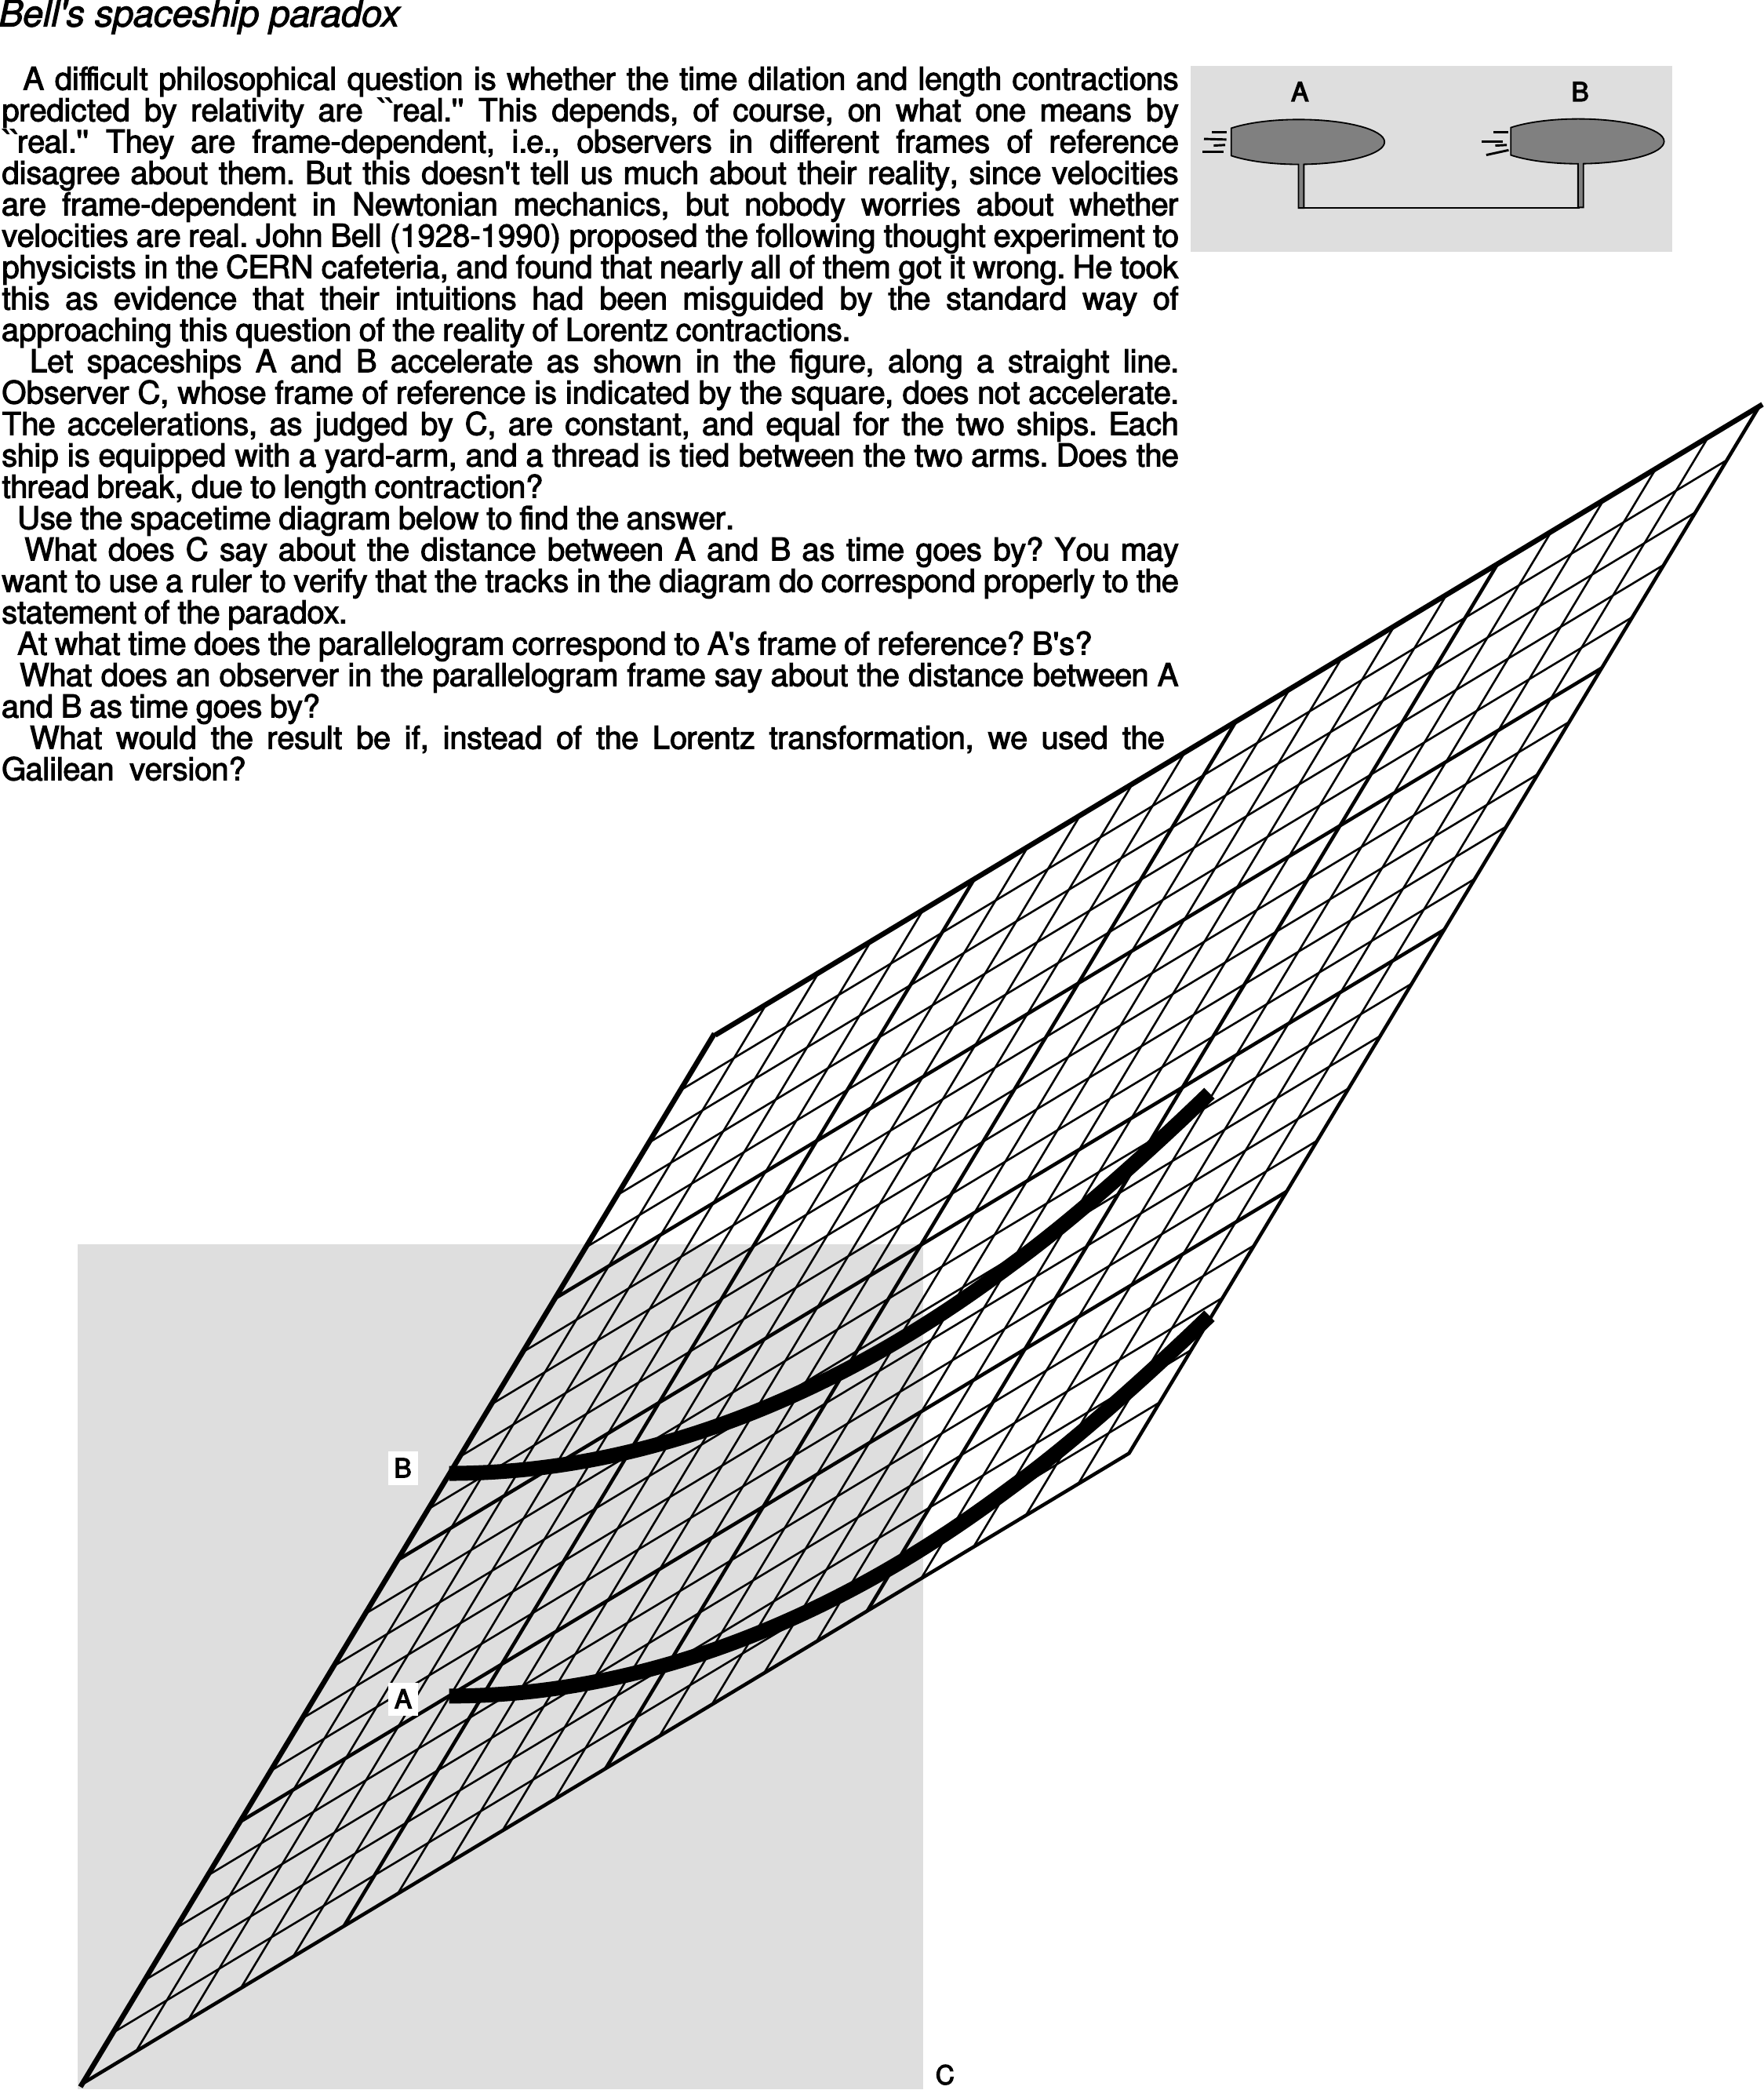 Bell's spaceship paradox
A difficult philosophical question is whether the time dilation and length contractions
predicted by relativity are ``real." This depends, of course, on what one means by
``real." They are frame-dependent, i.e., observers in different frames of reference
disagree about them. But this doesn't tell us much about their reality, since velocities
are frame-dependent in Newtonian mechanics, but nobody worries about whether
velocities are real. John Bell (1928-1990) proposed the following thought experiment to
physicists in the CERN cafeteria, and found that nearly all of them got it wrong. He took
this as evidence that their intuitions had been misguided by the standard way of
approaching this question of the reality of Lorentz contractions.
Let spaceships A and B accelerate as shown in the figure, along a straight line.
Observer C, whose frame of reference is indicated by the square, does not accelerate.
The accelerations, as judged by C, are constant, and equal for the two ships. Each
ship is equipped with a yard-arm, and a thread is tied between the two arms. Does the
thread break, due to length contraction?
Use the spacetime diagram below to find the answer.
What does C say about the distance between A and B as time goes by? You may
want to use a ruler to verify that the tracks in the diagram do correspond properly to the
statement of the paradox.
At what time does the parallelogram correspond to A's frame of reference? B's?
What does an observer in the parallelogram frame say about the distance between A
and B as time goes by?
What would the result be if, instead of the Lorentz transformation, we used the
Galilean version?
A
B
B
A
C